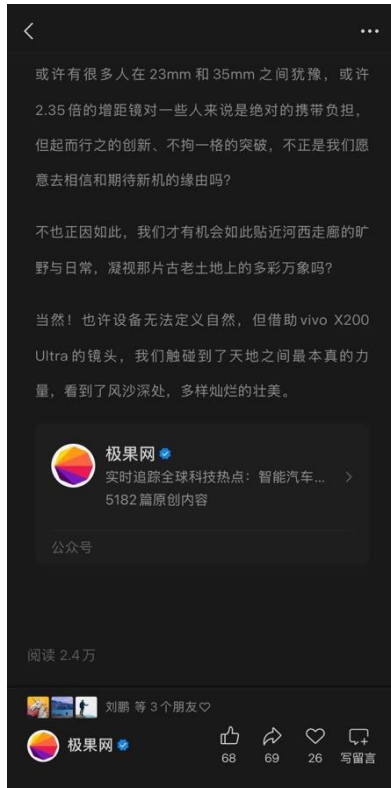 或许有很多人在 23mm 和 35mm 之间犹豫，或许
2.35 倍的增距镜对一些人来说是绝对的携带负担，
但起而行之的创新、不拘一格的突破，不正是我们愿
意去相信和期待新机的缘由吗？
不也正因如此，我们才有机会如此贴近河西走廊的旷
野与日常，凝视那片古老土地上的多彩万象吗？
当然！也许设备无法定义自然，但借助 vivo X200
Ultra 的镜头，我们触碰到了天地之间最本真的力
量，看到了风沙深处，多样灿烂的壮美。
极果网
实时追踪全球科技热点：智能汽车...
5182 篇原创内容
公众号
阅读 2.4万
刘鹏 等 3 个朋友♡
极果网
68 69 26 写留言